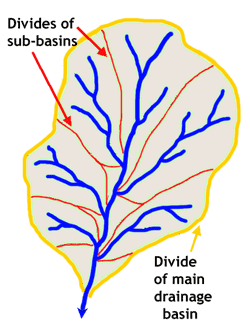 Divides of
sub-basins
Divide
of main
drainage
basin